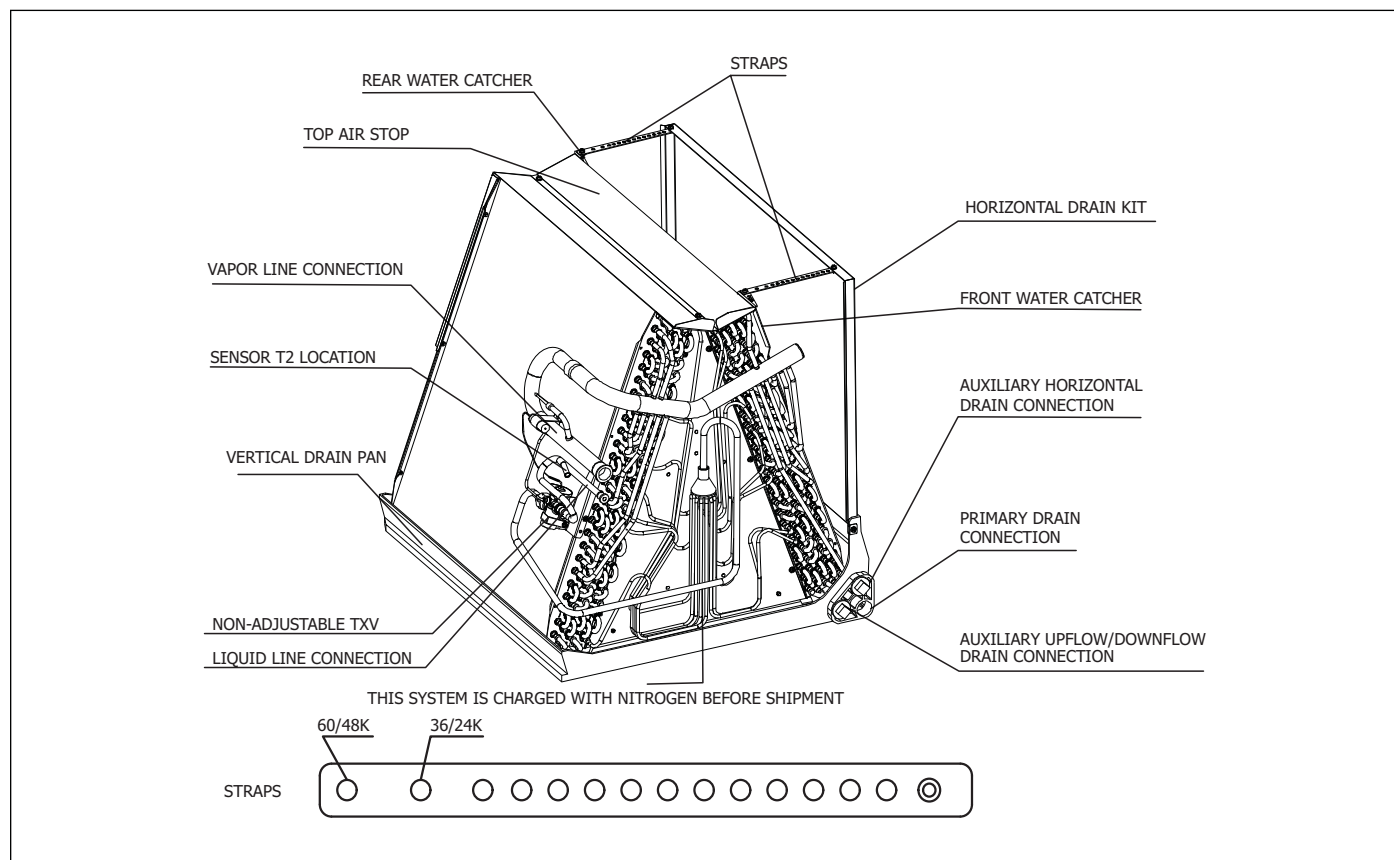 STRAPS
REAR WATER CATCHER
TOP AIR STOP
HORIZONTAL DRAIN KIT
VAPOR LINE CONNECTION
FRONT WATER CATCHER
SENSOR T2 LOCATION
AUXILIARY HORIZONTAL
DRAIN CONNECTION
VERTICAL DRAIN PAN
PRIMARY DRAIN
CONNECTION
NON-ADJUSTABLE TXV
LIQUID LINE CONNECTION
AUXILIARY UPFLOW/DOWNFLOW
DRAIN CONNECTION
THIS SYSTEM IS CHARGED WITH NITROGEN BEFORE SHIPMENT
60/48K
36/24K
STRAPS